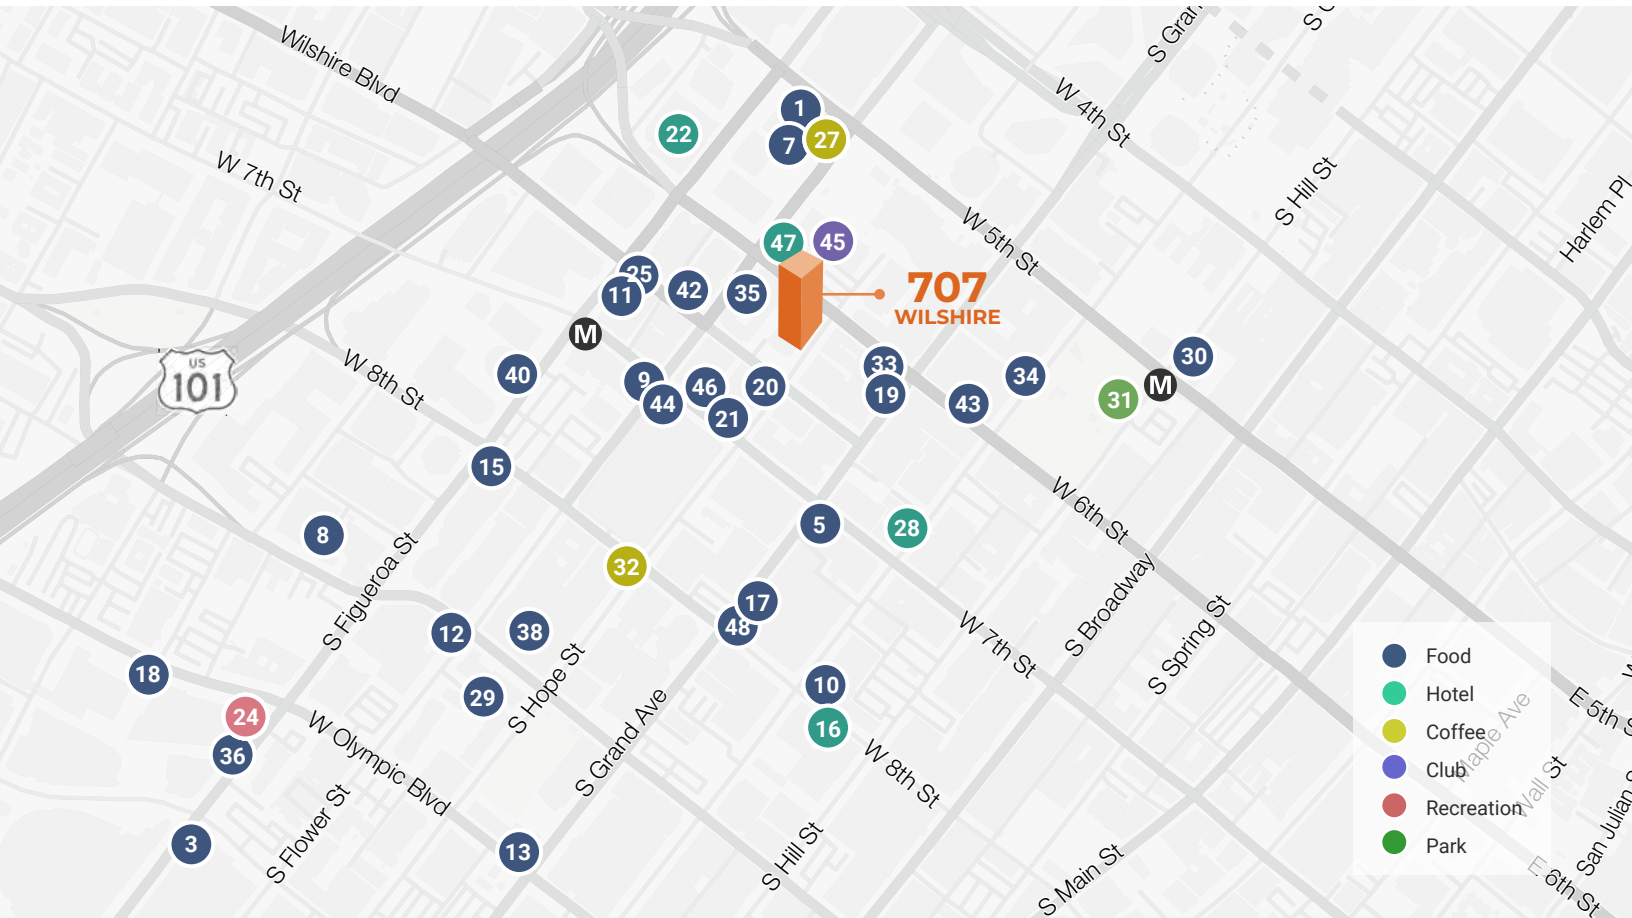 Wilshire Blvd
W 7th St
S Gran
S C
W 4th St
S Hill St
Harlem Pl
W 5th St
1
7
27
22
47
45
707
WILSHIRE
25
11
42
35
M
US
101
W 8th St
40
9
44
46
20
21
33
19
43
34
31
M
30
15
8
S Figueroa St
32
5
28
W 6th St
S Broadway
S Spring St
W 7th St
17
48
12
38
29
S Hope St
S Grand Ave
10
16
W 8th St
18
24
36
W Olympic Blvd
S Flower St
3
13
S Hill St
S Main St
Food
Hotel
Coffee
Club
Recreation
Park
Maple Ave
Wall St
E 5th S
San Julian S
E 6th St
W